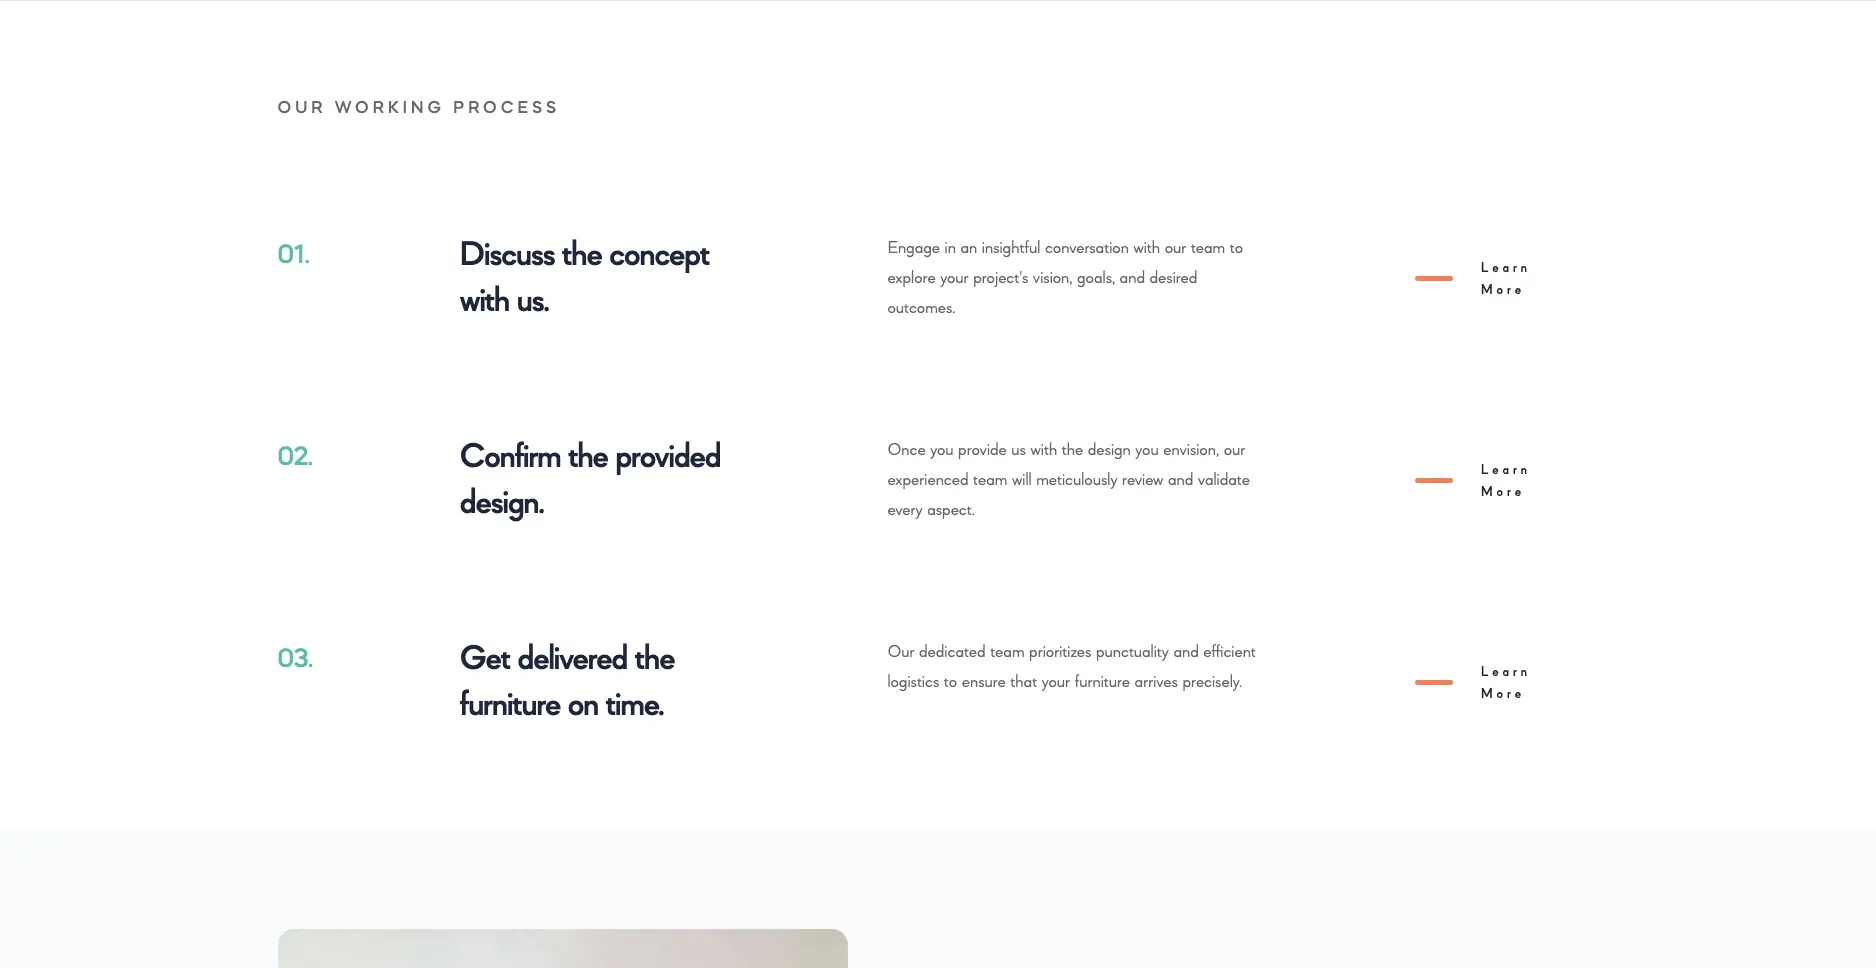 OUR WORKING PROCESS
01.
Discuss the concept
with us.
Engage in an insightful conversation with our team to
explore your project's vision, goals, and desired
outcomes.
Learn
More
02.
Confirm the provided
design.
Once you provide us with the design you envision, our
experienced team will meticulously review and validate
every aspect.
Learn
More
03.
Get delivered the
furniture on time.
Our dedicated team prioritizes punctuality and efficient
logistics to ensure that your furniture arrives precisely.
Learn
More